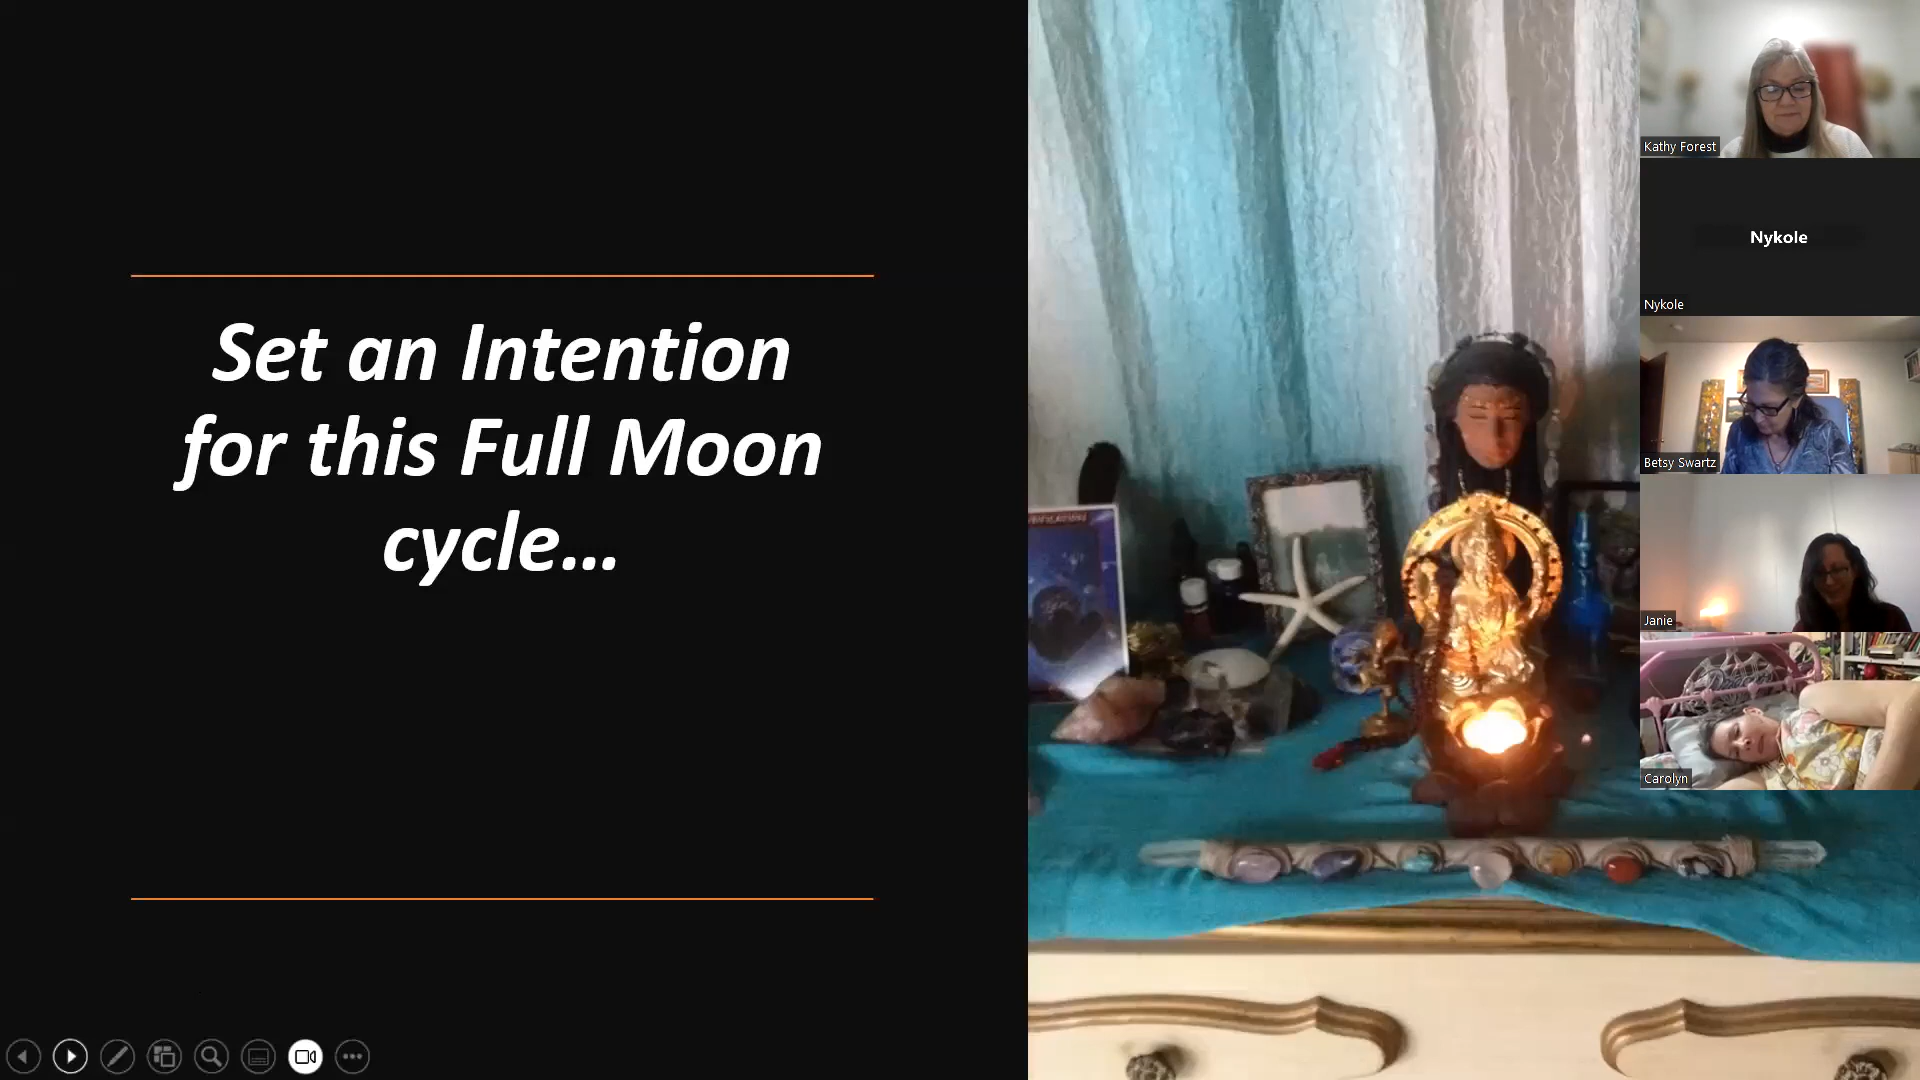 Set an Intention
for this Full Moon
cycle...
Kathy Forest
Nykole
Nykole
Betsy Swartz
Janie
Carolyn